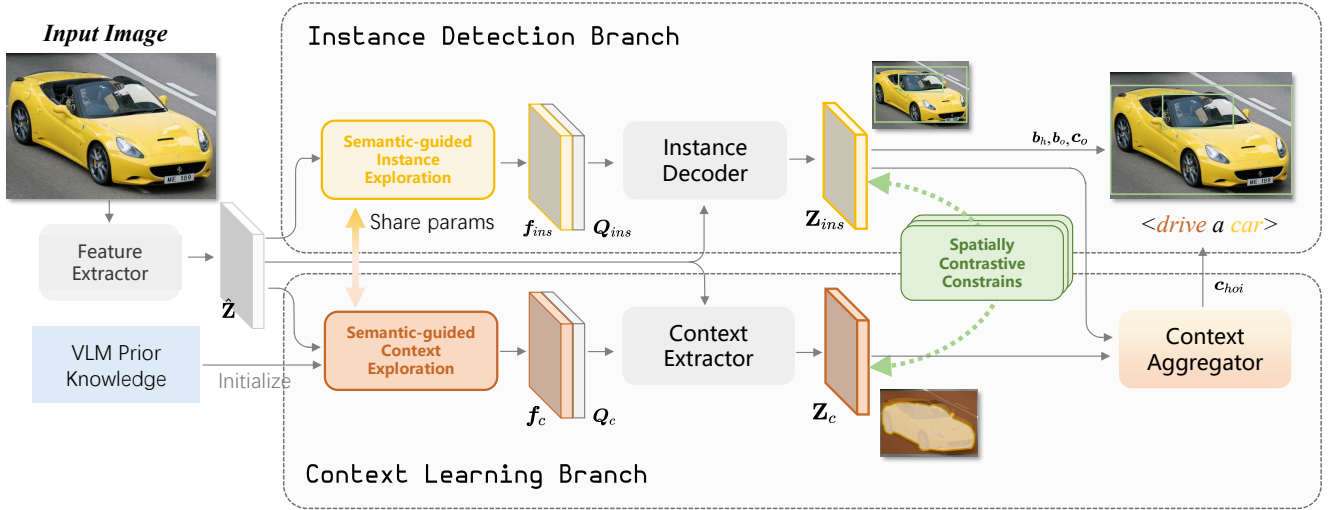 Input Image
Instance Detection Branch
Semantic-guided
Instance
Exploration
Instance
Decoder
b_h, b_o, c_o
ME 169
Share params
f_ins
Q_ins
Z_ins
<drive a car>
Feature
Extractor
Ẑ
Spatially
Contrastive
Constrains
c_hoi
VLM Prior
Knowledge
Initialize
Semantic-guided
Context
Exploration
Context
Extractor
Context
Aggregator
f_c
Q_c
Z_c
Context Learning Branch